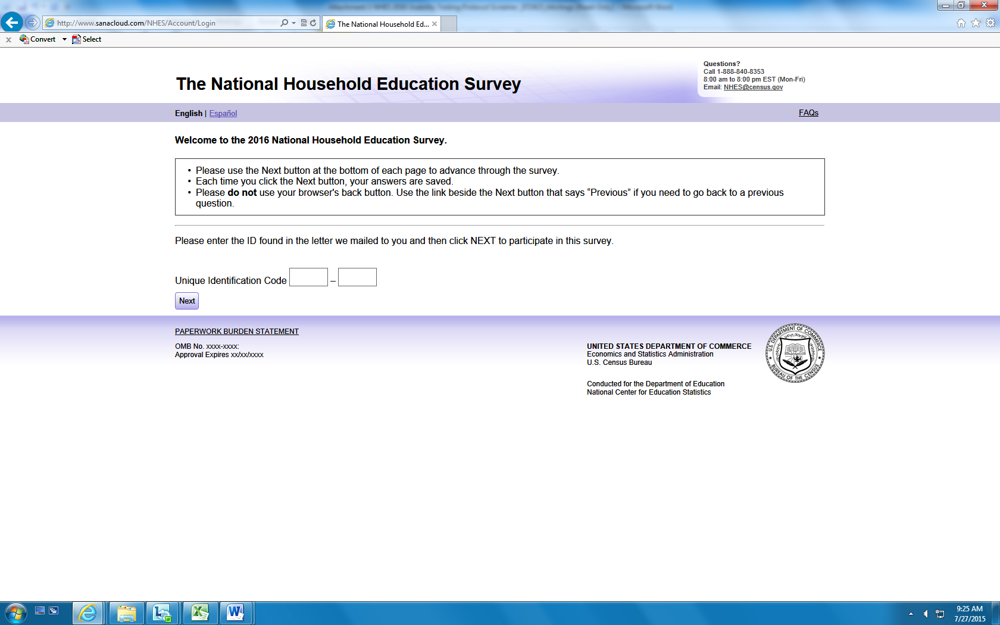 http://www.sanacloud.com/NHES/Account/Login
The National Household Ed...
Convert
Select
Questions?
Call 1-888-840-8353
8:00 am to 8:00 pm EST (Mon-Fri)
Email: NHES@census.gov
The National Household Education Survey
English | Español
FAQs
Welcome to the 2016 National Household Education Survey.
• Please use the Next button at the bottom of each page to advance through the survey.
• Each time you click the Next button, your answers are saved.
• Please do not use your browser's back button. Use the link beside the Next button that says “Previous” if you need to go back to a previous
question.
Please enter the ID found in the letter we mailed to you and then click NEXT to participate in this survey.
Unique Identification Code –
Next
PAPERWORK BURDEN STATEMENT
OMB No. xxxx-xxxx:
Approval Expires xx/xx/xxxx
UNITED STATES DEPARTMENT OF COMMERCE
Economics and Statistics Administration
U.S. Census Bureau
Conducted for the Department of Education
National Center for Education Statistics
U.S. DEPARTMENT OF COMMERCE
BUREAU OF THE CENSUS
9:25 AM
7/27/2015